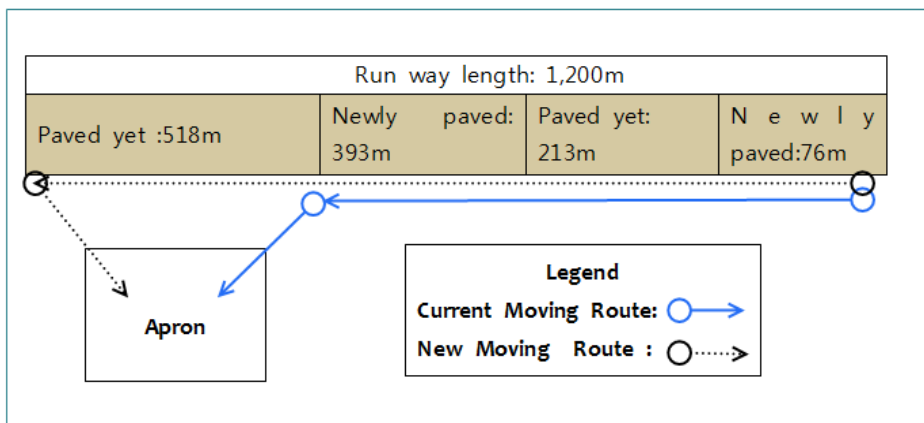 Run way length: 1,200m
Paved yet :518m
Newly paved:
393m
Paved yet:
213m
N e w l y
paved:76m
Apron
Legend
Current Moving Route:
New Moving Route :